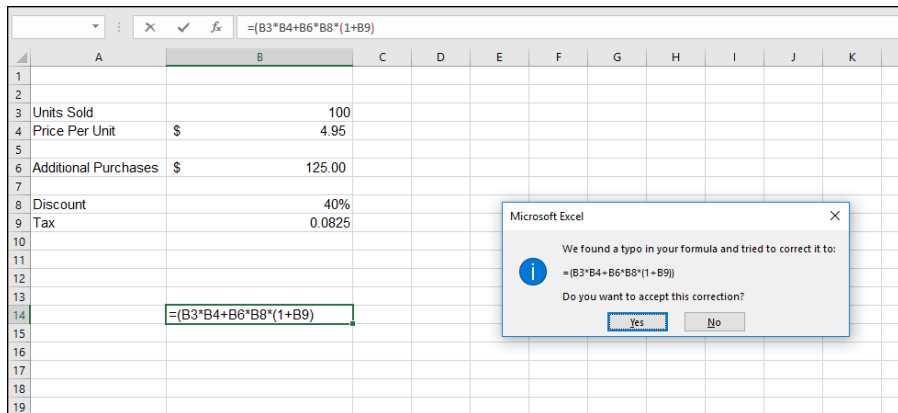 fx =(B3*B4+B6*B8*(1+B9)
A B C D E F G H I J K
1
2
3 Units Sold 100
4 Price Per Unit $ 4.95
5
6 Additional Purchases $ 125.00
7
8 Discount 40%
9 Tax 0.0825
10
11
12
13
14 =(B3*B4+B6*B8*(1+B9)
15
16
17
18
19
Microsoft Excel
We found a typo in your formula and tried to correct it to:
=(B3*B4+B6*B8*(1+B9))
Do you want to accept this correction?
Yes No